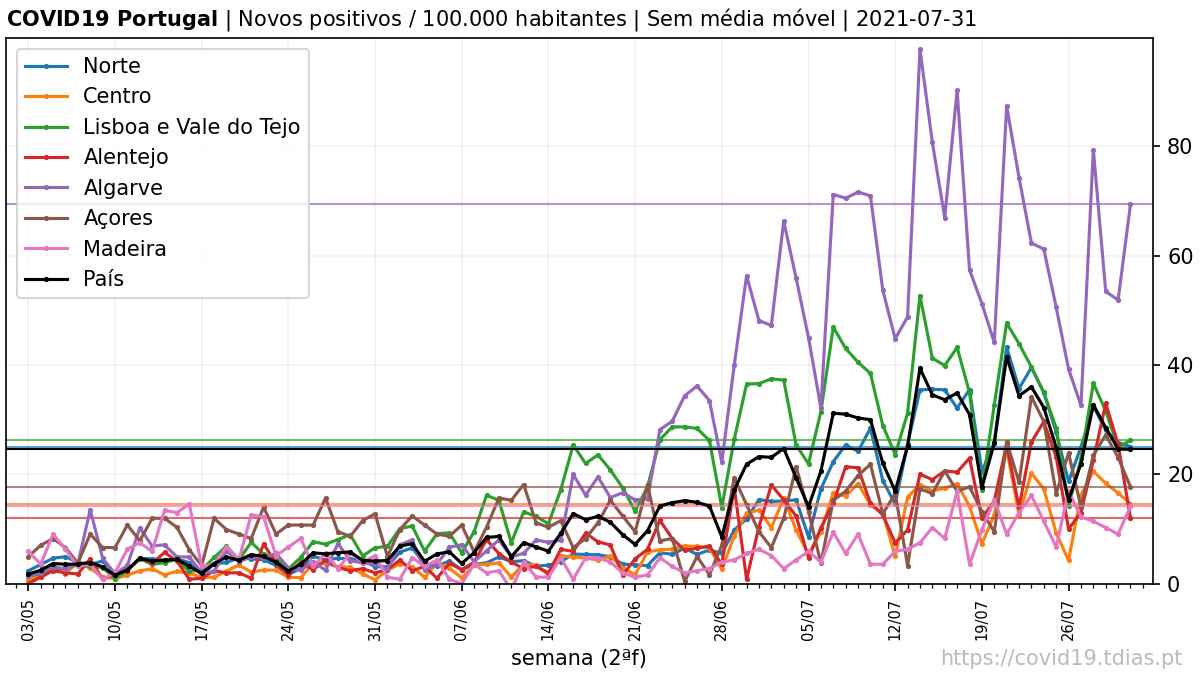 COVID19 Portugal | Novos positivos / 100.000 habitantes | Sem média móvel | 2021-07-31
Norte
Centro
Lisboa e Vale do Tejo
Alentejo
Algarve
Açores
Madeira
País
80
60
40
20
0
03/05 10/05 17/05 24/05 31/05 07/06 14/06 21/06 28/06 05/07 12/07 19/07 26/07
semana (2ªf)
https://covid19.tdias.pt